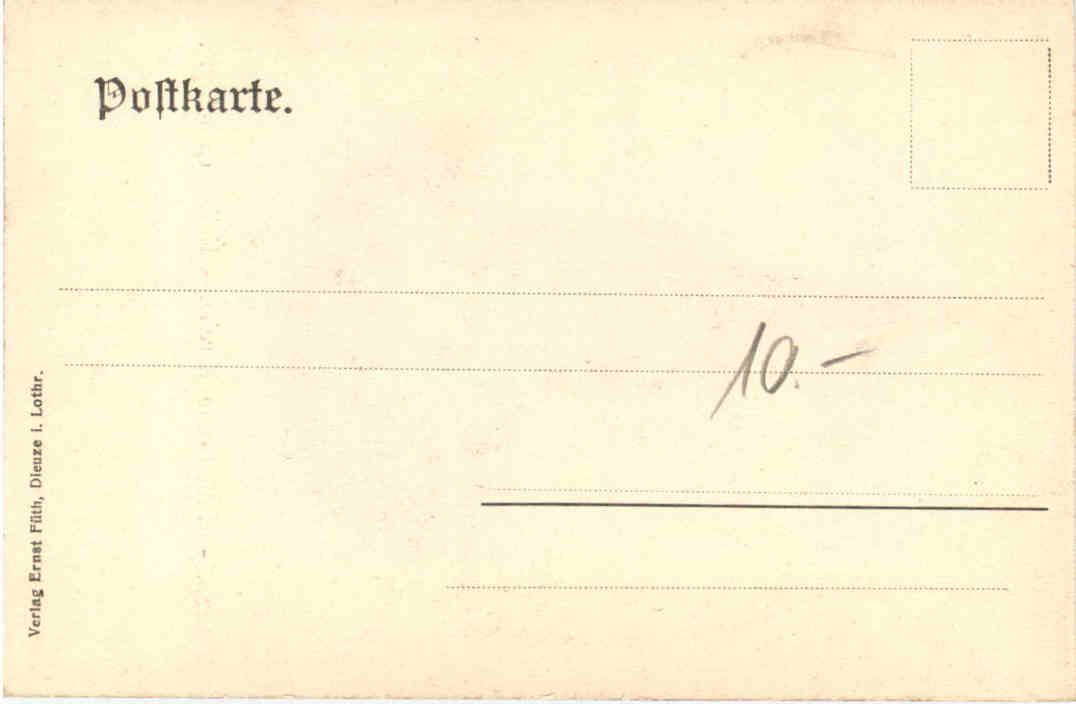 Poſtkarte.
10.-
Verlag Ernst Füth, Dieuze i. Lothr.